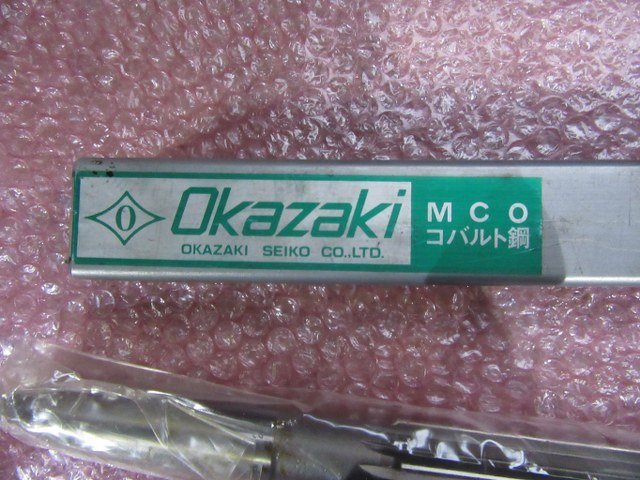 O
Okazaki
OKAZAKI SEIKO CO.,LTD.
MCO
コバルト鋼